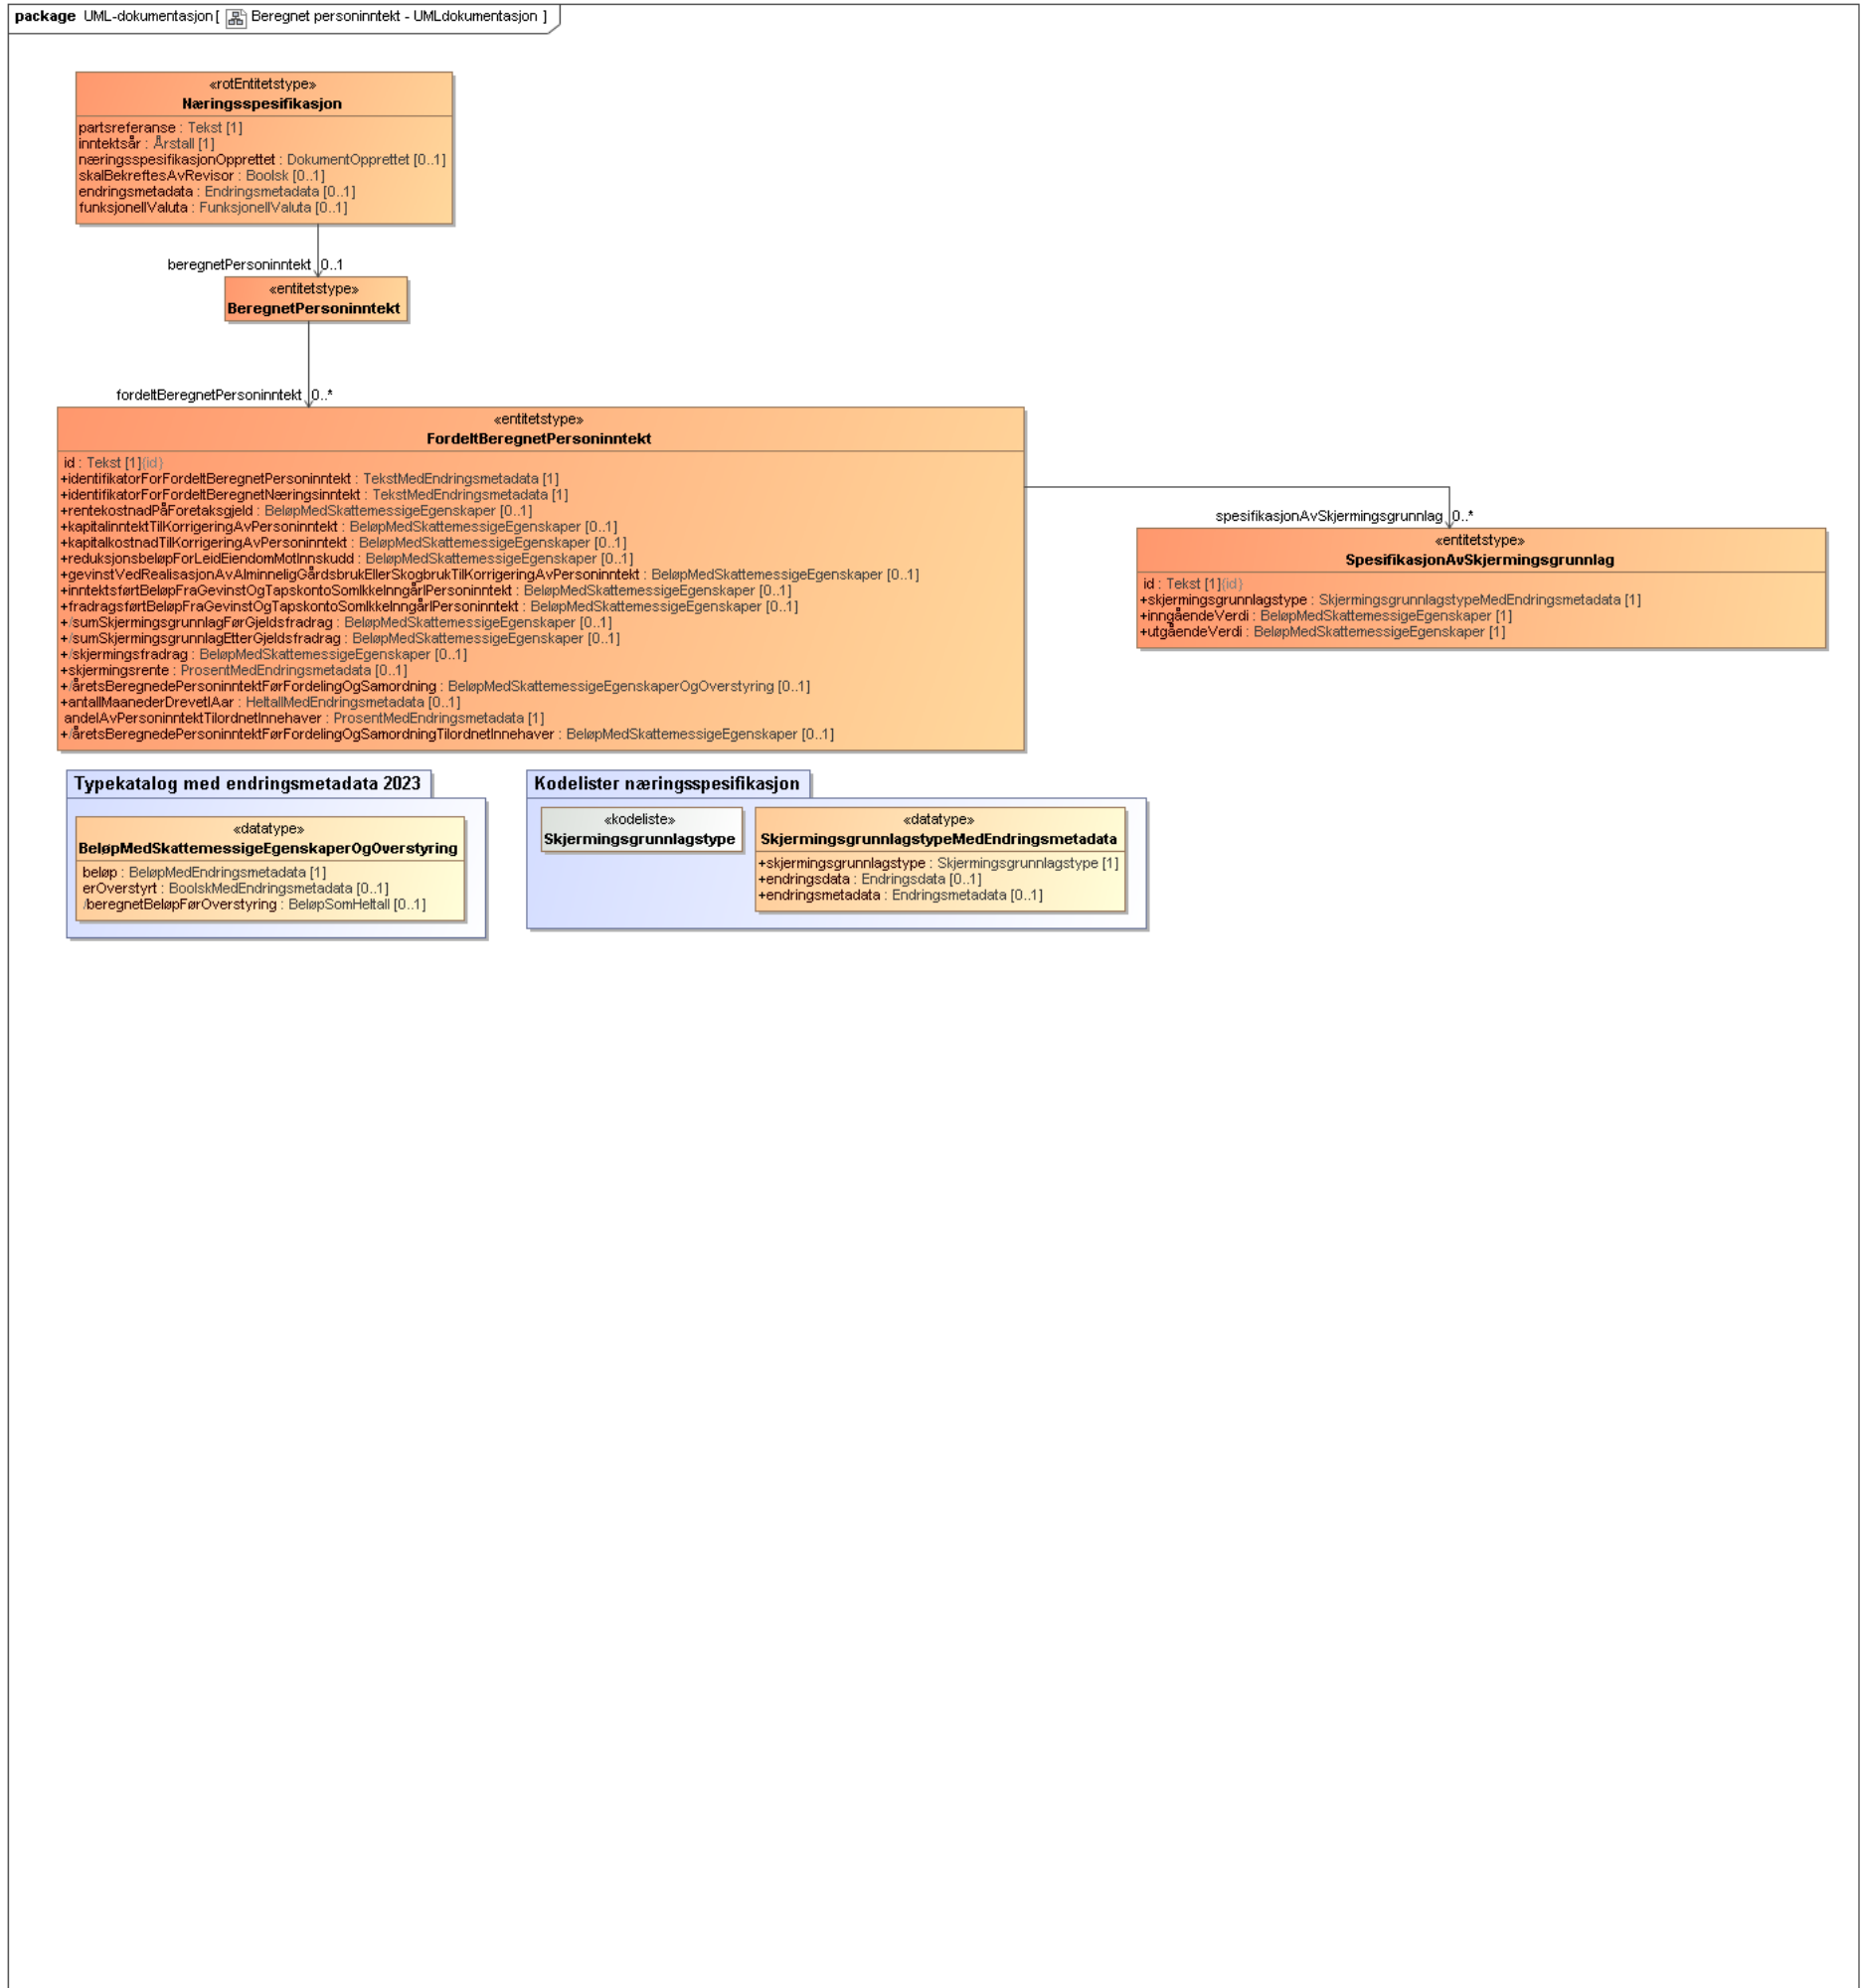 package UML-dokumentasjon [ Beregnet personinntekt - UMLdokumentasjon ]
«rotEntitetstype»
Næringsspesifikasjon
partsreferanse : Tekst [1]
inntektsår : Årstall [1]
næringsspesifikasjonOpprettet : DokumentOpprettet [0..1]
skalBekreftesAvRevisor : Boolsk [0..1]
endringsmetadata : Endringsmetadata [0..1]
funksjonellValuta : FunksjonellValuta [0..1]
beregnetPersoninntekt 0..1
«entitetstype»
BeregnetPersoninntekt
fordeltBeregnetPersoninntekt 0..*
«entitetstype»
FordeltBeregnetPersoninntekt
id : Tekst [1]{id}
+identifikatorForFordeltBeregnetPersoninntekt : TekstMedEndringsmetadata [1]
+identifikatorForFordeltBeregnetNæringsinntekt : TekstMedEndringsmetadata [1]
+rentekostnadPåForetaksgjeld : BeløpMedSkattemessigeEgenskaper [0..1]
+kapitalinntektTilKorrigeringAvPersoninntekt : BeløpMedSkattemessigeEgenskaper [0..1]
+kapitalkostnadTilKorrigeringAvPersoninntekt : BeløpMedSkattemessigeEgenskaper [0..1]
+reduksjonsbeløpForLeidEiendomMotInnskudd : BeløpMedSkattemessigeEgenskaper [0..1]
+gevinstVedRealisasjonAvAlminneligGårdsbrukEllerSkogbrukTilKorrigeringAvPersoninntekt : BeløpMedSkattemessigeEgenskaper [0..1]
+inntektsførtBeløpFraGevinstOgTapskontoSomIkkeInngårIPersoninntekt : BeløpMedSkattemessigeEgenskaper [0..1]
+fradragsførtBeløpFraGevinstOgTapskontoSomIkkeInngårIPersoninntekt : BeløpMedSkattemessigeEgenskaper [0..1]
+/sumSkjermingsgrunnlagFørGjeldsfradrag : BeløpMedSkattemessigeEgenskaper [0..1]
+/sumSkjermingsgrunnlagEtterGjeldsfradrag : BeløpMedSkattemessigeEgenskaper [0..1]
+/skjermingsfradrag : BeløpMedSkattemessigeEgenskaper [0..1]
+skjermingsrente : ProsentMedEndringsmetadata [0..1]
+/åretsBeregnedePersoninntektFørFordelingOgSamordning : BeløpMedSkattemessigeEgenskaperOgOverstyring [0..1]
+antallMaanederDrevetIAar : HeltallMedEndringsmetadata [0..1]
andelAvPersoninntektTilordnetInnehaver : ProsentMedEndringsmetadata [1]
+/åretsBeregnedePersoninntektFørFordelingOgSamordningTilordnetInnehaver : BeløpMedSkattemessigeEgenskaper [0..1]
spesifikasjonAvSkjermingsgrunnlag 0..*
«entitetstype»
SpesifikasjonAvSkjermingsgrunnlag
id : Tekst [1]{id}
+skjermingsgrunnlagstype : SkjermingsgrunnlagstypeMedEndringsmetadata [1]
+inngåendeVerdi : BeløpMedSkattemessigeEgenskaper [1]
+utgåendeVerdi : BeløpMedSkattemessigeEgenskaper [1]
Typekatalog med endringsmetadata 2023
«datatype»
BeløpMedSkattemessigeEgenskaperOgOverstyring
beløp : BeløpMedEndringsmetadata [1]
erOverstyrt : BoolskMedEndringsmetadata [0..1]
/beregnetBeløpFørOverstyring : BeløpSomHeltall [0..1]
Kodelister næringsspesifikasjon
«kodeliste»
Skjermingsgrunnlagstype
«datatype»
SkjermingsgrunnlagstypeMedEndringsmetadata
+skjermingsgrunnlagstype : Skjermingsgrunnlagstype [1]
+endringsdata : Endringsdata [0..1]
+endringsmetadata : Endringsmetadata [0..1]